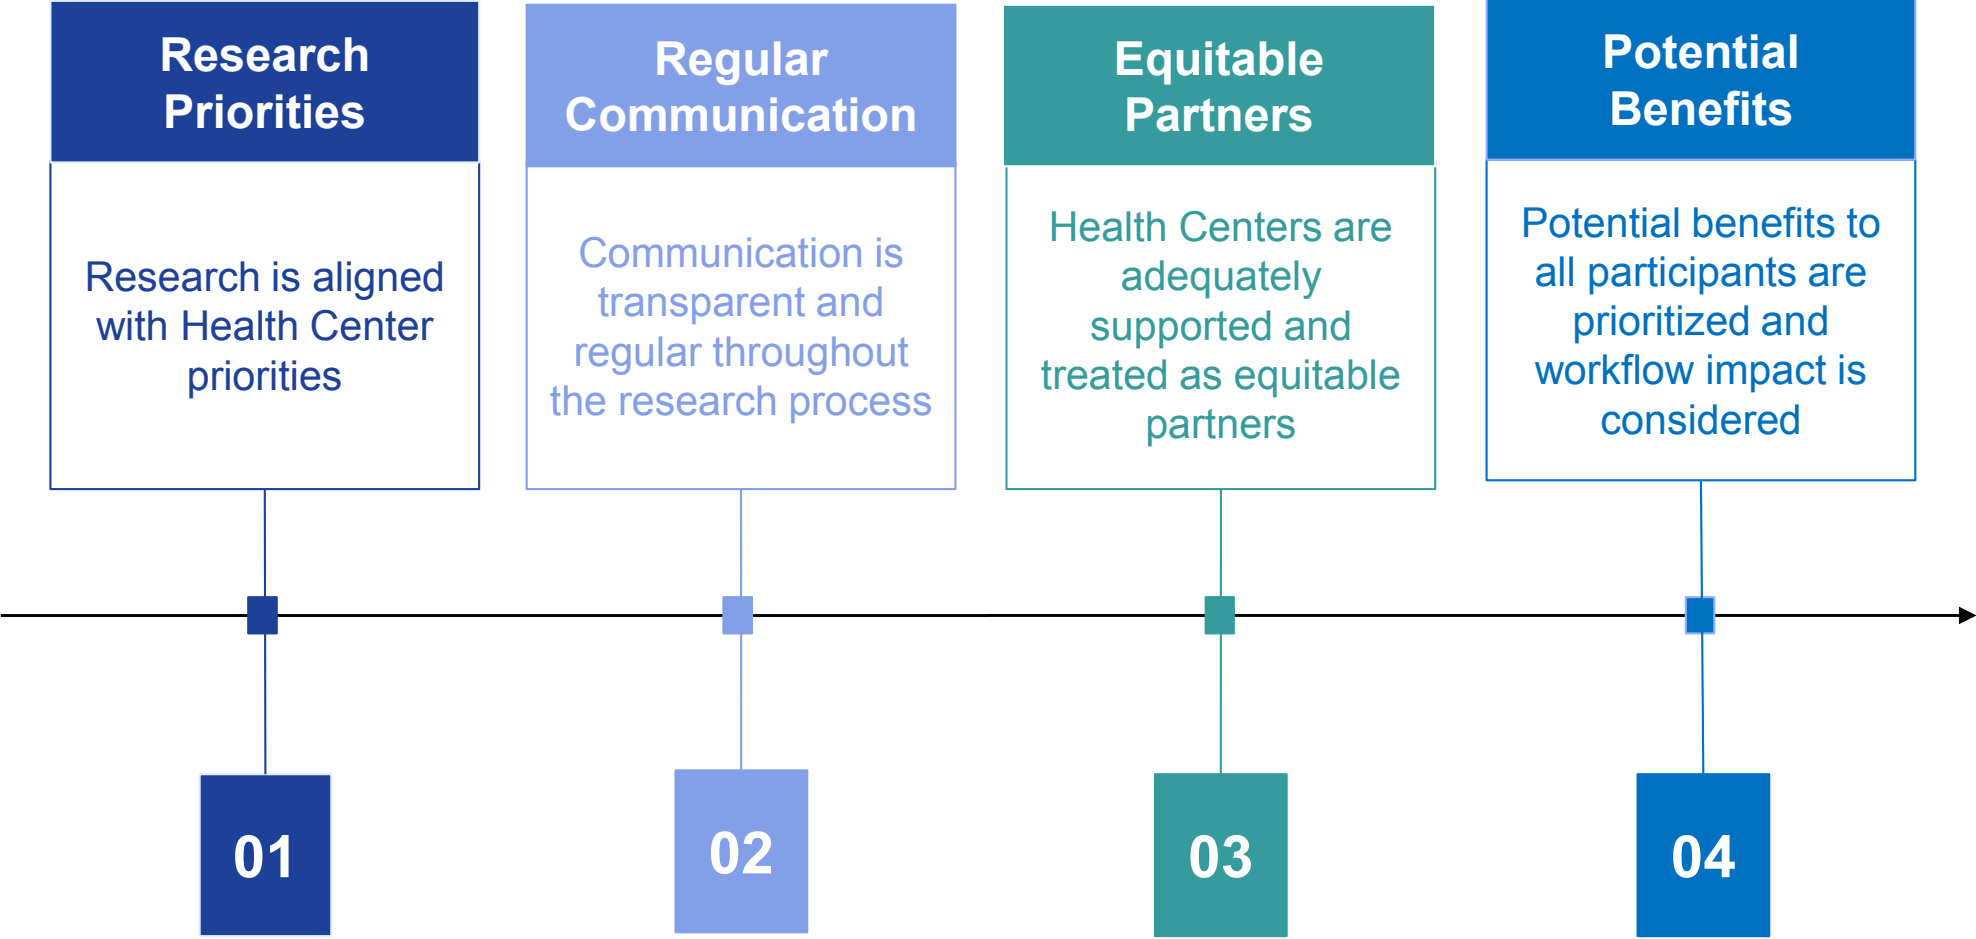 Research
Priorities
Research is aligned
with Health Center
priorities
01
Regular
Communication
Communication is
transparent and
regular throughout
the research process
02
Equitable
Partners
Health Centers are
adequately
supported and
treated as equitable
partners
03
Potential
Benefits
Potential benefits to
all participants are
prioritized and
workflow impact is
considered
04